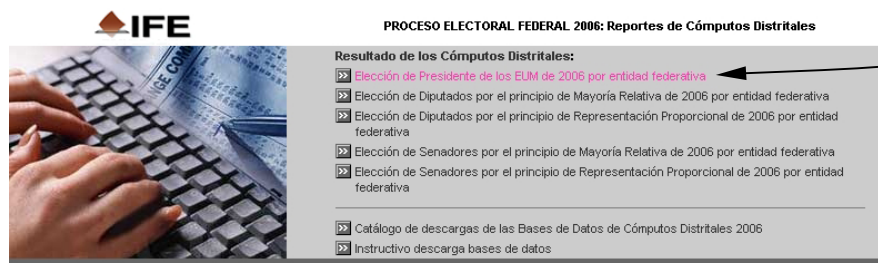 IFE
PROCESO ELECTORAL FEDERAL 2006: Reportes de Cómputos Distritales
Resultado de los Cómputos Distritales:
Elección de Presidente de los EUM de 2006 por entidad federativa
Elección de Diputados por el principio de Mayoría Relativa de 2006 por entidad federativa
Elección de Diputados por el principio de Representación Proporcional de 2006 por entidad
federativa
Elección de Senadores por el principio de Mayoría Relativa de 2006 por entidad federativa
Elección de Senadores por el principio de Representación Proporcional de 2006 por entidad
federativa
Catálogo de descargas de las Bases de Datos de Cómputos Distritales 2006
Instructivo descarga bases de datos